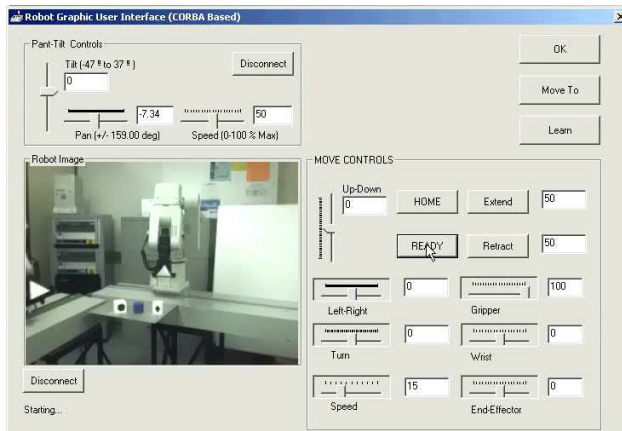 Robot Graphic User Interface (CORBA Based)
Pant-Tilt Controls
Tilt (-47 º to 37 º )
0
Disconnect
-7.34
50
Pan (+/- 159.00 deg)
Speed (0-100 % Max)
OK
Move To
Learn
Robot Image
MOVE CONTROLS
Up-Down
0
HOME
Extend
50
READY
Retract
50
0
100
Left-Right
Gripper
0
0
Turn
Wrist
15
0
Speed
End-Effector
Disconnect
Starting...